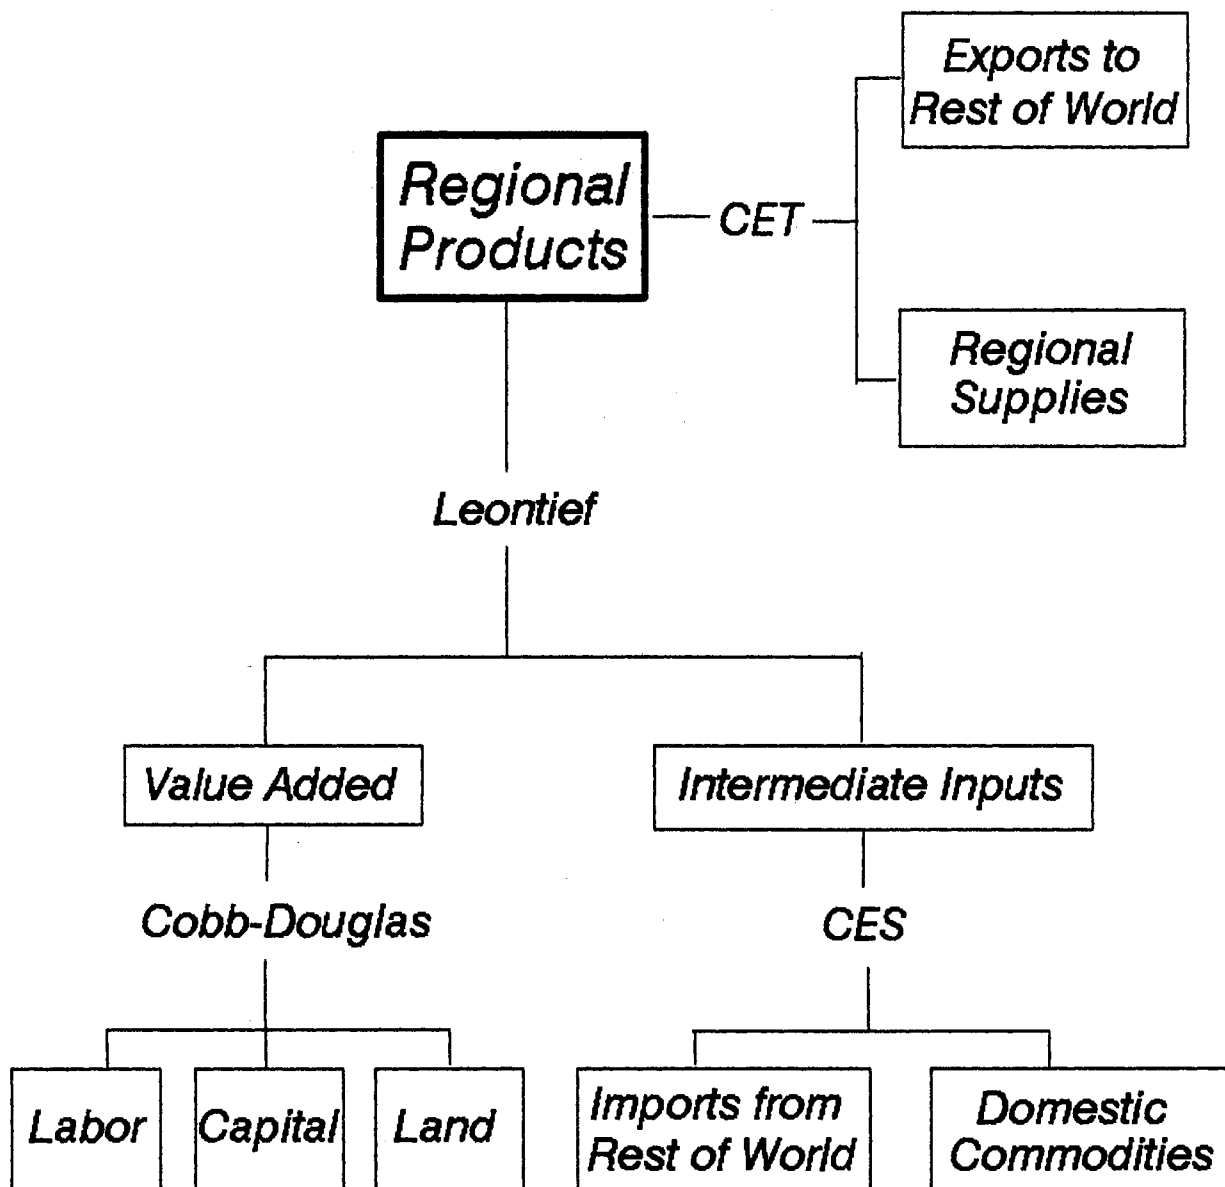 Exports to
Rest of World
Regional
Products
CET
Regional
Supplies
Leontief
Value Added
Intermediate Inputs
Cobb-Douglas
CES
Labor
Capital
Land
Imports from
Rest of World
Domestic
Commodities